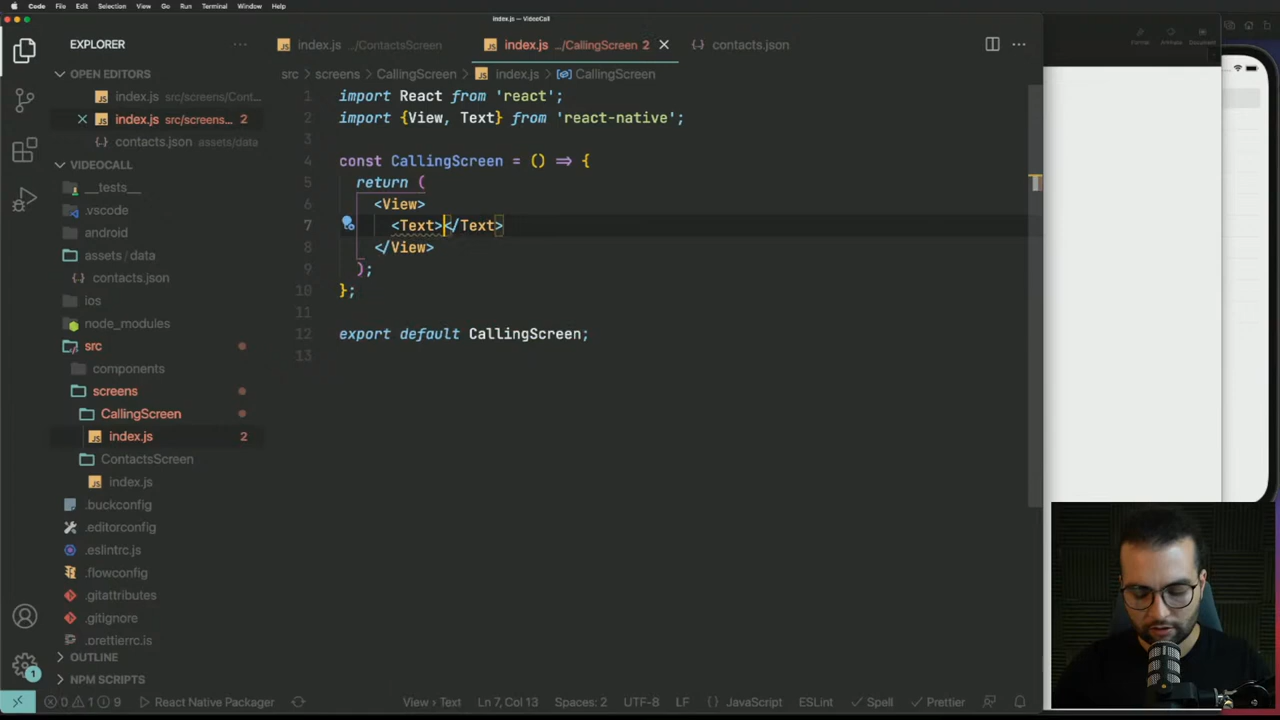 Code File Edit Selection View Go Run Terminal Window Help
index.js — VideoCall
EXPLORER
index.js .../ContactsScreen
index.js .../CallingScreen 2
contacts.json
OPEN EDITORS
index.js src/screens/Cont...
index.js src/screens... 2
contacts.json assets/data
VIDEOCALL
__tests__
.vscode
android
assets / data
contacts.json
ios
node_modules
src
components
screens
CallingScreen
index.js 2
ContactsScreen
index.js
.buckconfig
.editorconfig
.eslintrc.js
.flowconfig
.gitattributes
.gitignore
.prettierrc.js
OUTLINE
NPM SCRIPTS
src > screens > CallingScreen > index.js > CallingScreen
1 import React from 'react';
2 import {View, Text} from 'react-native';
3
4 const CallingScreen = () => {
5 return (
6 <View>
7 <Text></Text>
8 </View>
9 );
10 };
11
12 export default CallingScreen;
13
1
0 1 9 React Native Packager
View > Text Ln 7, Col 13 Spaces: 2 UTF-8 LF { } JavaScript ESLint Spell Prettier